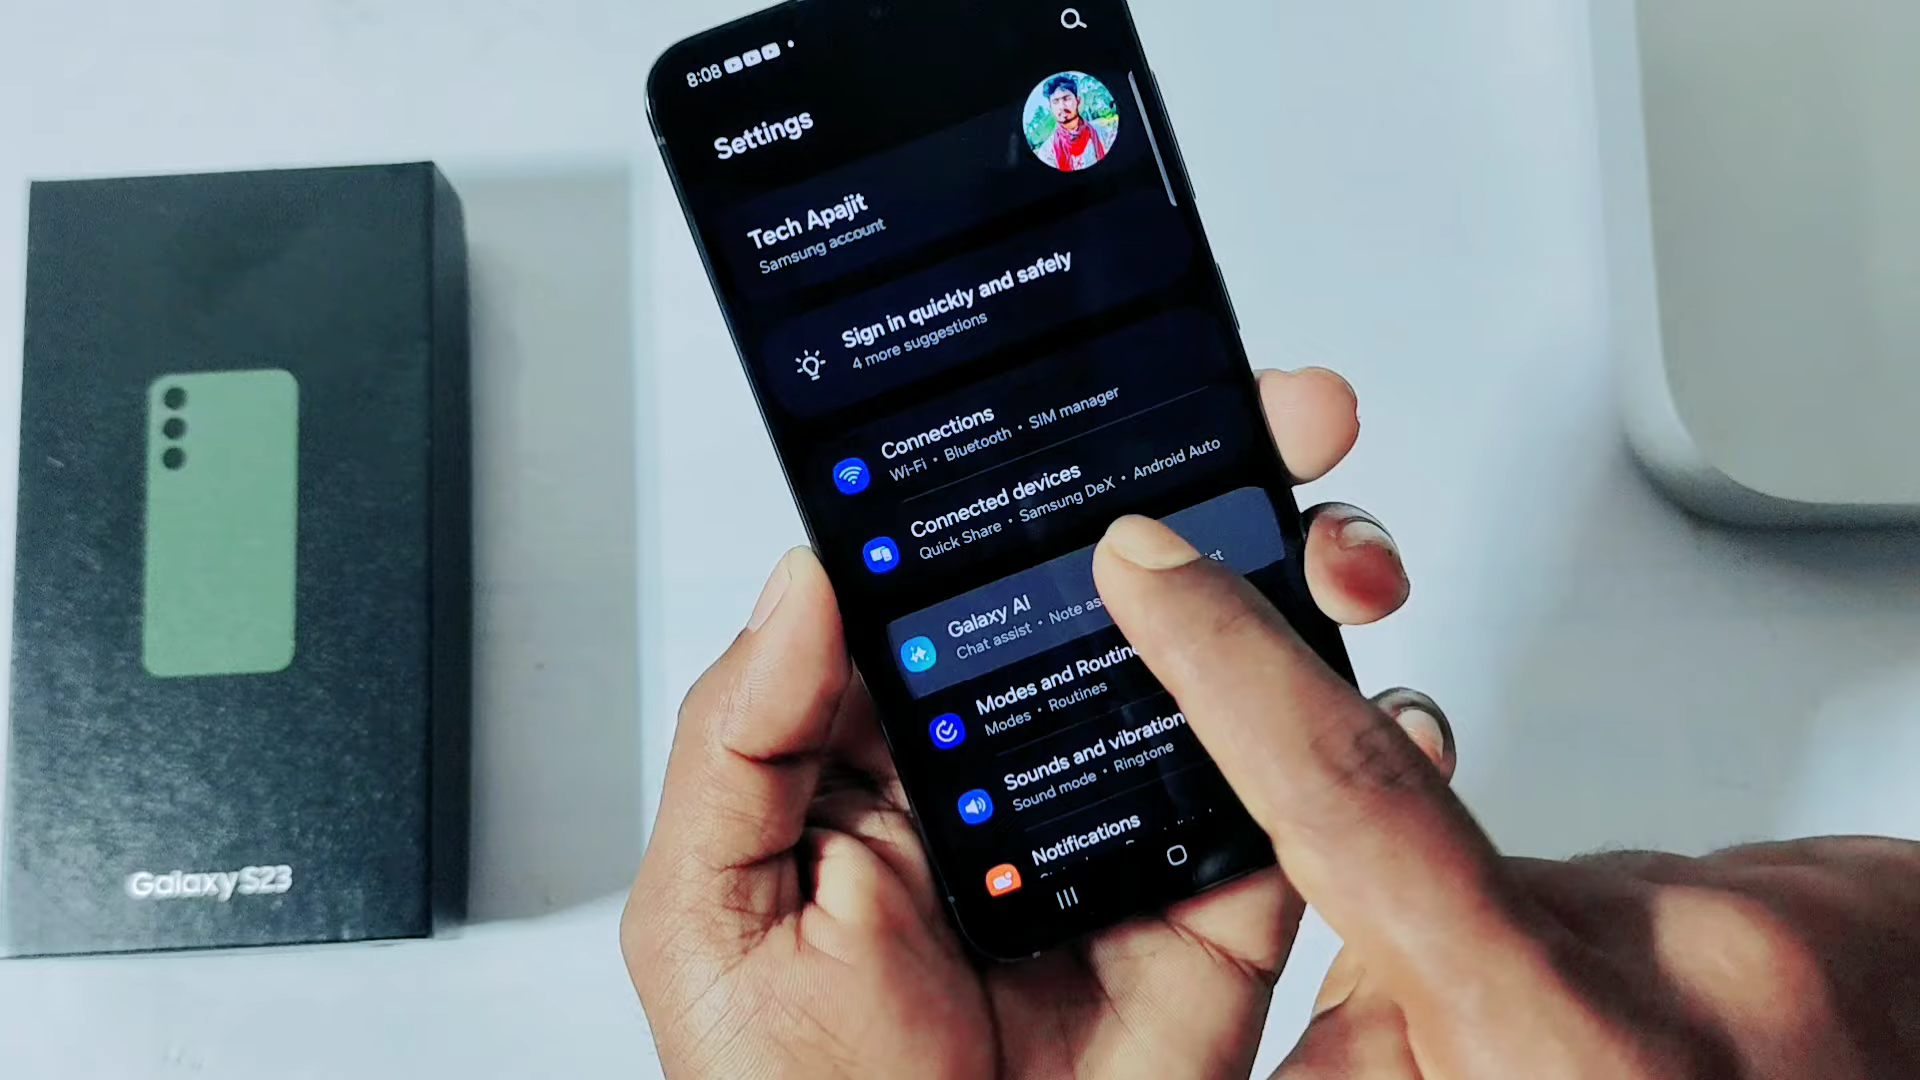 8:08
Settings
Tech Apajit
Samsung account
Sign in quickly and safely
4 more suggestions
Connections
Wi-Fi • Bluetooth • SIM manager
Connected devices
Quick Share • Samsung DeX • Android Auto
Galaxy AI
Chat assist • Note as
Modes and Routin
Modes • Routines
Sounds and vibration
Sound mode • Ringtone
Notifications
Galaxy S23